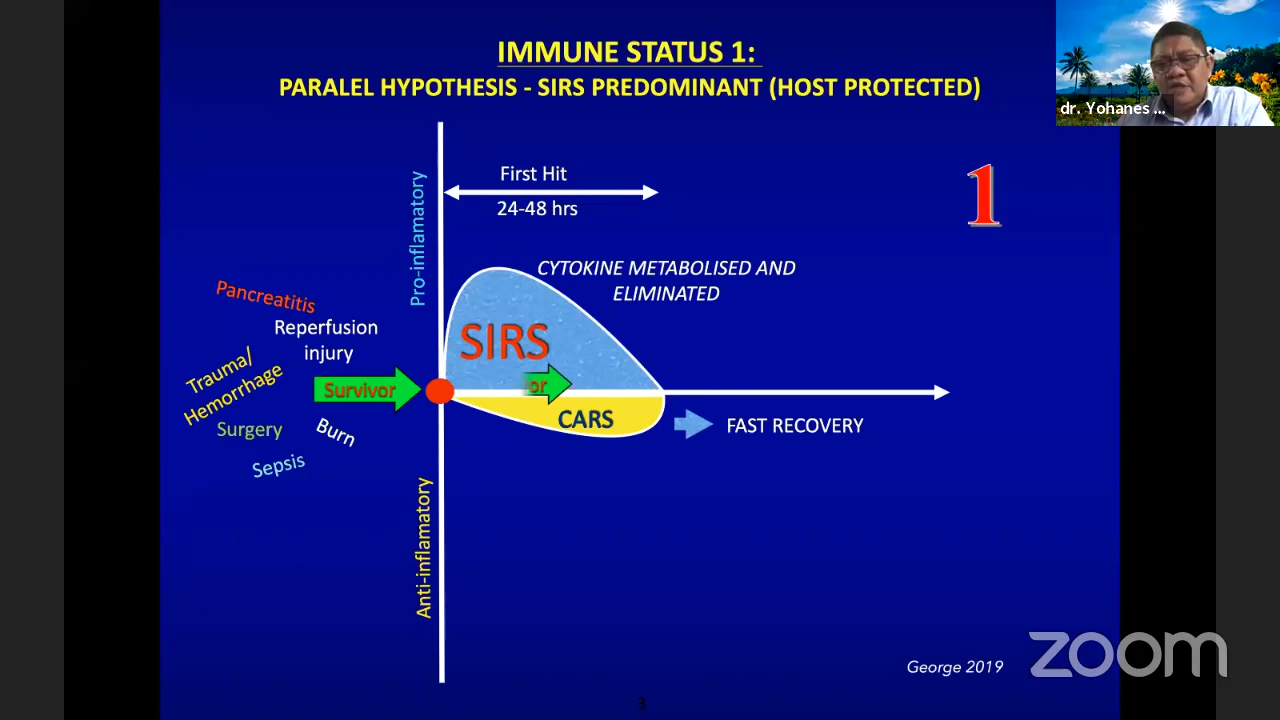 IMMUNE STATUS 1:
PARALEL HYPOTHESIS - SIRS PREDOMINANT (HOST PROTECTED)
dr. Yohanes ...
1
First Hit
24-48 hrs
Pro-inflamatory
CYTOKINE METABOLISED AND
ELIMINATED
Pancreatitis
Reperfusion
injury
Trauma/
Hemorrhage
Survivor
Surgery
Burn
Sepsis
SIRS
or
CARS
FAST RECOVERY
Anti-inflamatory
George 2019
zoom
3